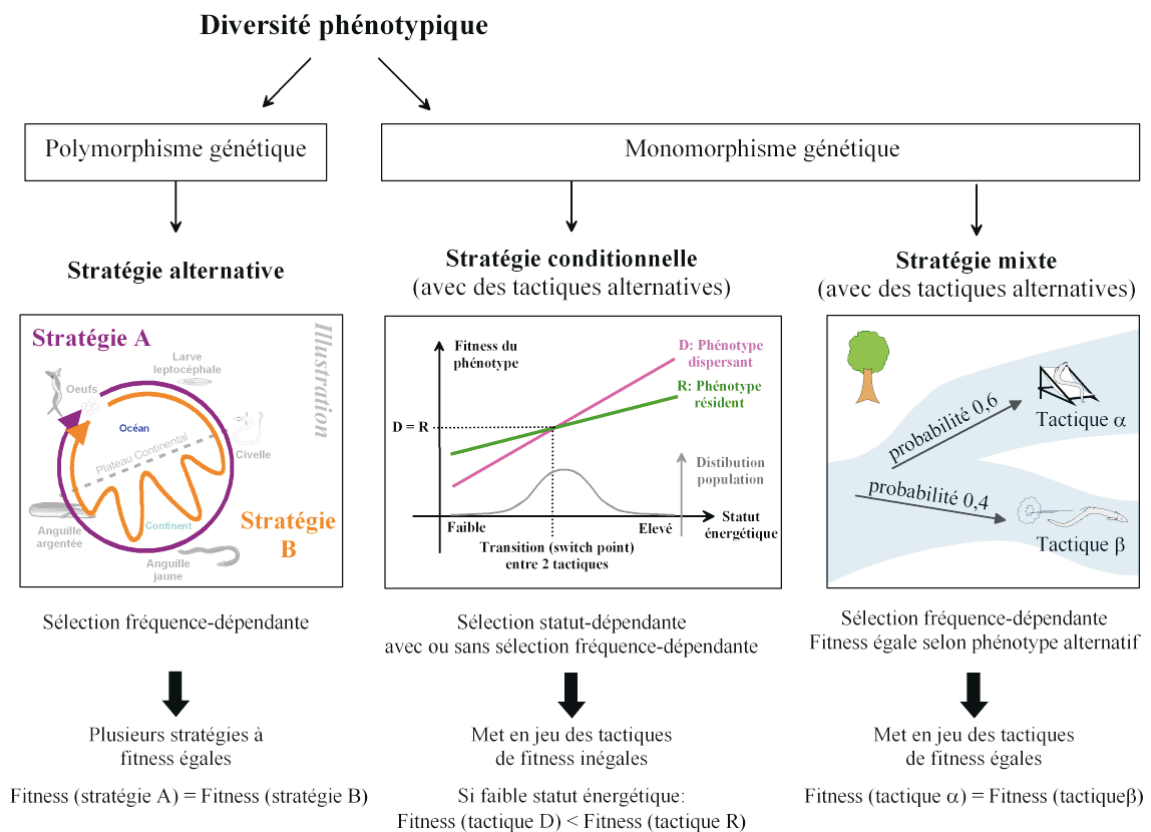 Diversité phénotypique
Polymorphisme génétique
Monomorphisme génétique
Stratégie alternative
Stratégie conditionnelle
(avec des tactiques alternatives)
Stratégie mixte
(avec des tactiques alternatives)
Stratégie A
Illustration
Larve
leptocéphale
Oeufs
Océan
Plateau Continental
Civelle
Continent
Anguille
argentée
Stratégie
B
Anguille
jaune
Fitness du
phénotype
D: Phénotype
dispersant
R: Phénotype
résident
D = R
Distibution
population
Faible
Elevé
Statut
énergétique
Transition (switch point)
entre 2 tactiques
probabilité 0,6
Tactique α
probabilité 0,4
Tactique β
Sélection fréquence-dépendante
Sélection statut-dépendante
avec ou sans sélection fréquence-dépendante
Sélection fréquence-dépendante
Fitness égale selon phénotype alternatif
Plusieurs stratégies à
fitness égales
Fitness (stratégie A) = Fitness (stratégie B)
Met en jeu des tactiques
de fitness inégales
Si faible statut énergétique:
Fitness (tactique D) < Fitness (tactique R)
Met en jeu des tactiques
de fitness égales
Fitness (tactique α) = Fitness (tactiqueβ)